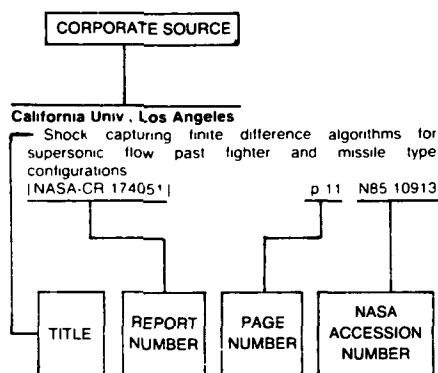 CORPORATE SOURCE
California Univ., Los Angeles
Shock capturing finite difference algorithms for
supersonic flow past fighter and missile type
configurations
[NASA-CR 174051] p 11 N85 10913
TITLE
REPORT
NUMBER
PAGE
NUMBER
NASA
ACCESSION
NUMBER